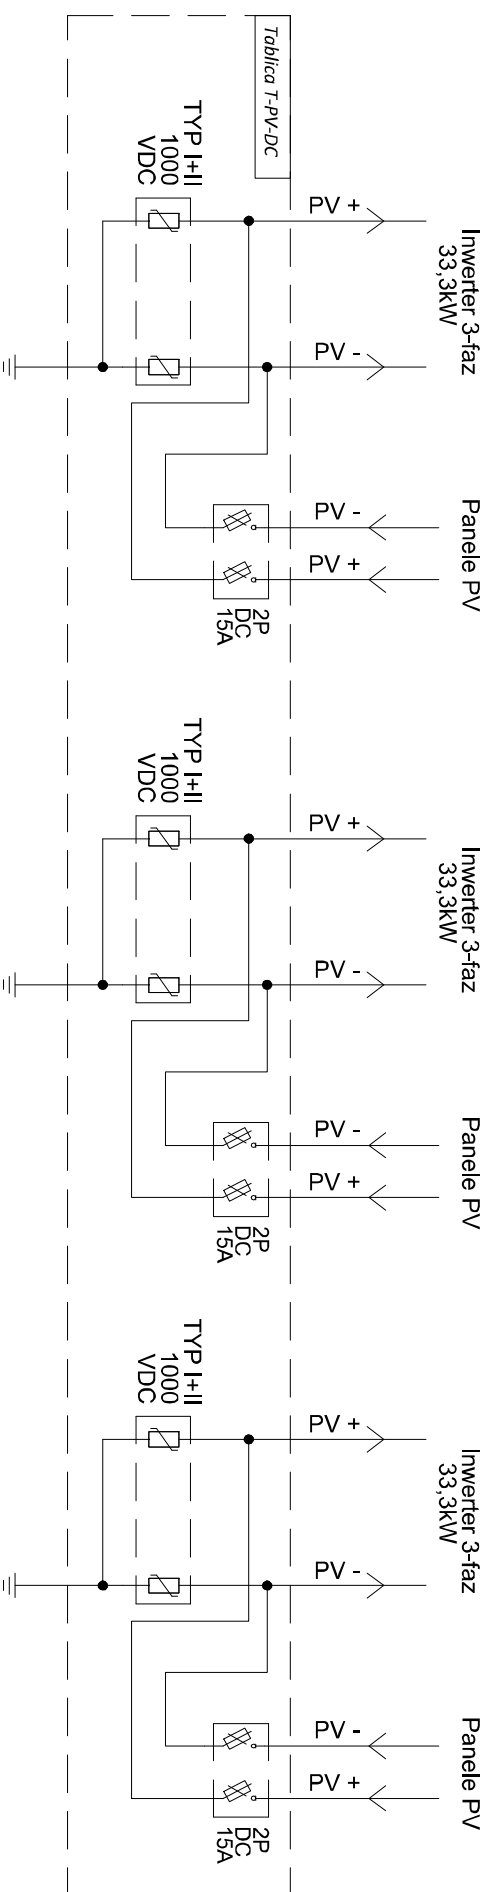 Tablica T-PV-DC
Inwerter 3-faz
33,3kW
PV +
PV -
TYP I+II
1000
VDC
Panele PV
PV -
PV +
2P
DC
15A
Inwerter 3-faz
33,3kW
PV +
PV -
TYP I+II
1000
VDC
Panele PV
PV -
PV +
2P
DC
15A
Inwerter 3-faz
33,3kW
PV +
PV -
TYP I+II
1000
VDC
Panele PV
PV -
PV +
2P
DC
15A